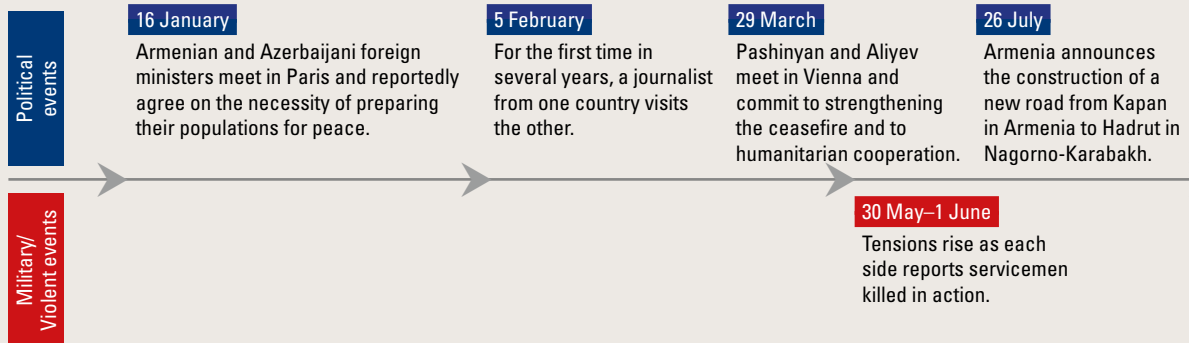 Political
events
16 January
Armenian and Azerbaijani foreign
ministers meet in Paris and reportedly
agree on the necessity of preparing
their populations for peace.
5 February
For the first time in
several years, a journalist
from one country visits
the other.
29 March
Pashinyan and Aliyev
meet in Vienna and
commit to strengthening
the ceasefire and to
humanitarian cooperation.
26 July
Armenia announces
the construction of a
new road from Kapan
in Armenia to Hadrut in
Nagorno-Karabakh.
Military/
Violent events
30 May–1 June
Tensions rise as each
side reports servicemen
killed in action.